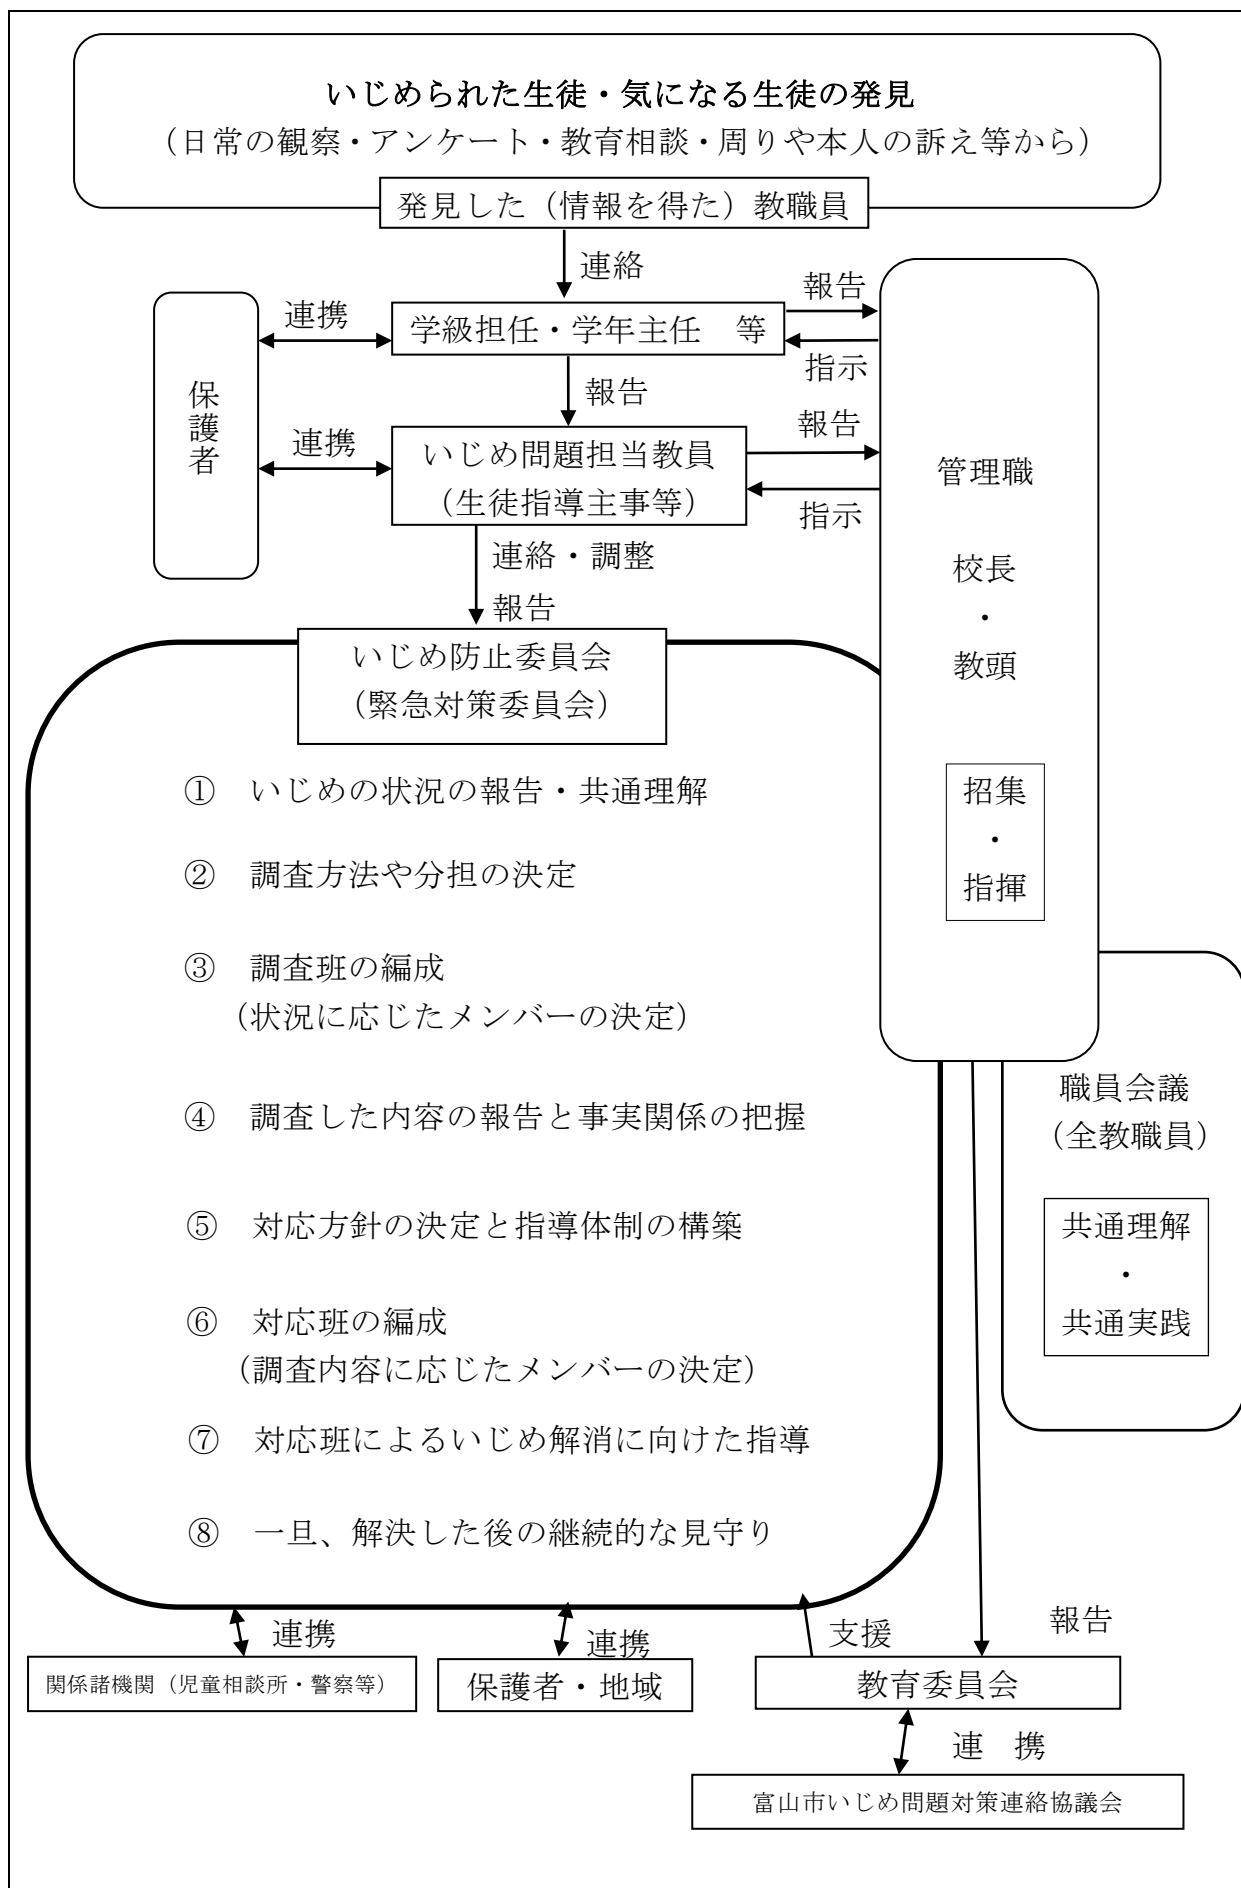 いじめられた生徒・気になる生徒の発見
（日常の観察・アンケート・教育相談・周りや本人の訴え等から）
発見した（情報を得た）教職員
連絡
学級担任・学年主任　等
連携
報告
指示
保護者
報告
いじめ問題担当教員
（生徒指導主事等）
連携
報告
指示
管理職
校長
・
教頭
招集
・
指揮
連絡・調整
報告
いじめ防止委員会
（緊急対策委員会）
①　いじめの状況の報告・共通理解
②　調査方法や分担の決定
③　調査班の編成
（状況に応じたメンバーの決定）
④　調査した内容の報告と事実関係の把握
⑤　対応方針の決定と指導体制の構築
⑥　対応班の編成
（調査内容に応じたメンバーの決定）
⑦　対応班によるいじめ解消に向けた指導
⑧　一旦、解決した後の継続的な見守り
職員会議
（全教職員）
共通理解
・
共通実践
連携
連携
支援
報告
関係諸機関（児童相談所・警察等）
保護者・地域
教育委員会
連　携
富山市いじめ問題対策連絡協議会